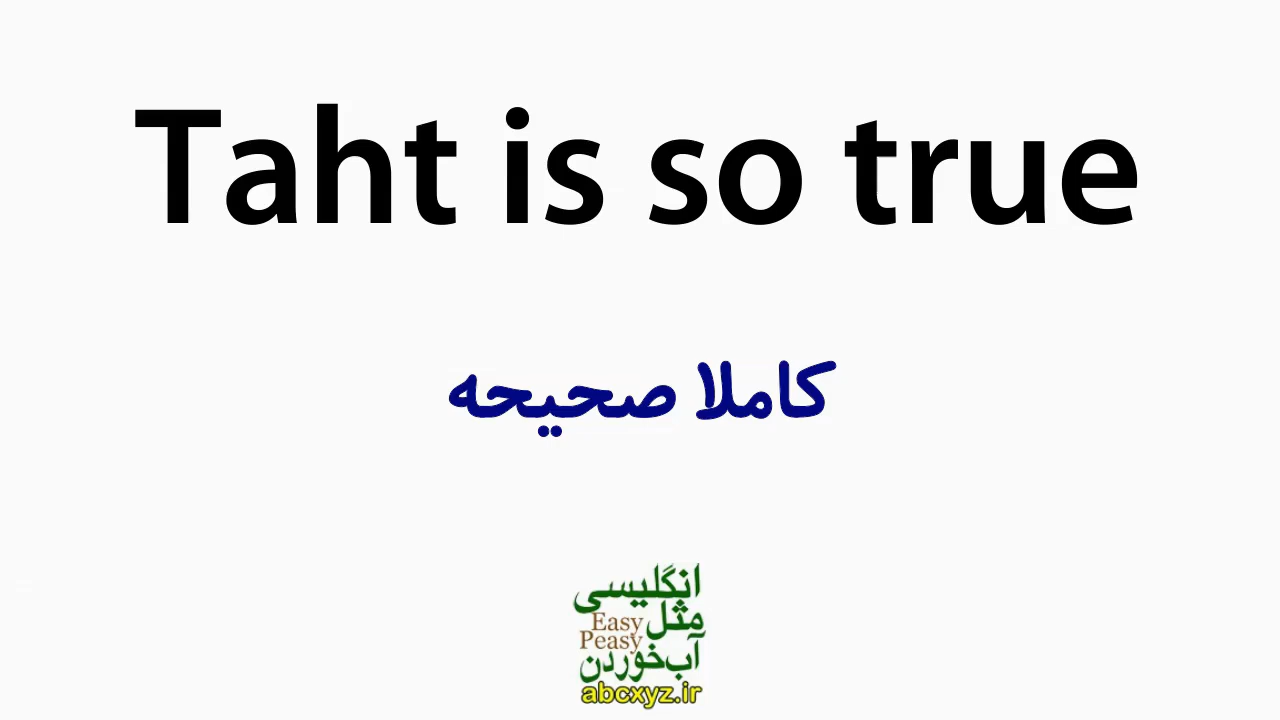 Taht is so true
کاملا صحیحه
انگلیسی
مثل
Easy
Peasy
آب خوردن
abcxyz.ir